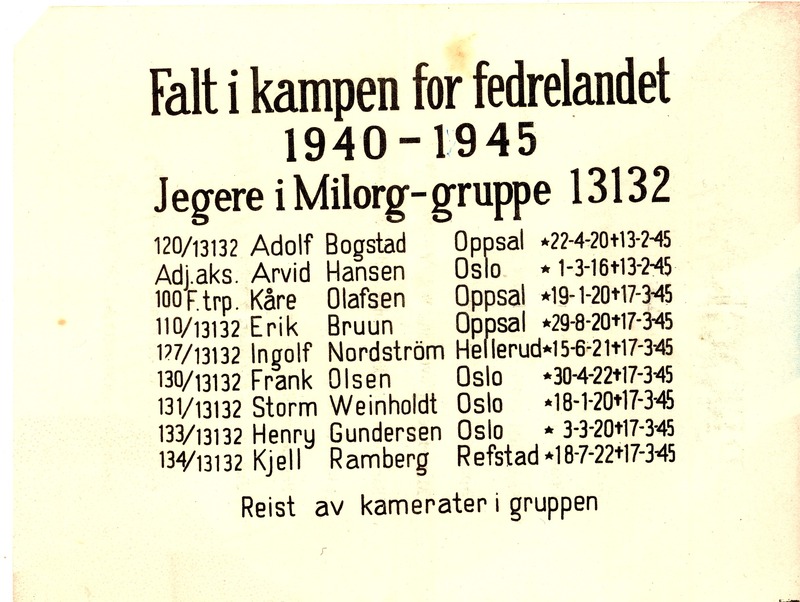 Falt i kampen for fedrelandet
1940 - 1945
Jegere i Milorg-gruppe 13132
120/13132 Adolf Bogstad Oppsal *22-4-20†13-2-45
Adj.aks. Arvid Hansen Oslo * 1-3-16†13-2-45
100 F.trp. Kåre Olafsen Oppsal *19-1-20†17-3-45
110/13132 Erik Bruun Oppsal *29-8-20†17-3-45
127/13132 Ingolf Nordström Hellerud *15-6-21†17-3-45
130/13132 Frank Olsen Oslo *30-4-22†17-3-45
131/13132 Storm Weinholdt Oslo *18-1-20†17-3-45
133/13132 Henry Gundersen Oslo * 3-3-20†17-3-45
134/13132 Kjell Ramberg Refstad *18-7-22†17-3-45
Reist av kamerater i gruppen